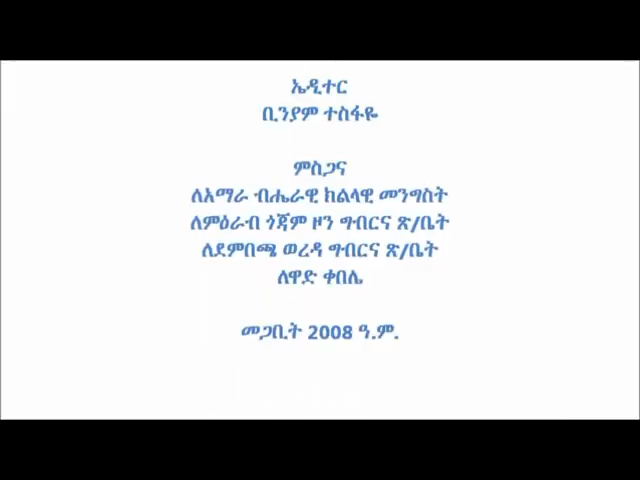 ኤዲተር
ቢንያም ተስፋዬ
ምስጋና
ለአማራ ብሔራዊ ክልላዊ መንግስት
ለምዕራብ ጎጃም ዞን ግብርና ጽ/ቤት
ለደምበጫ ወረዳ ግብርና ጽ/ቤት
ለዋድ ቀበሌ
መጋቢት 2008 ዓ.ም.